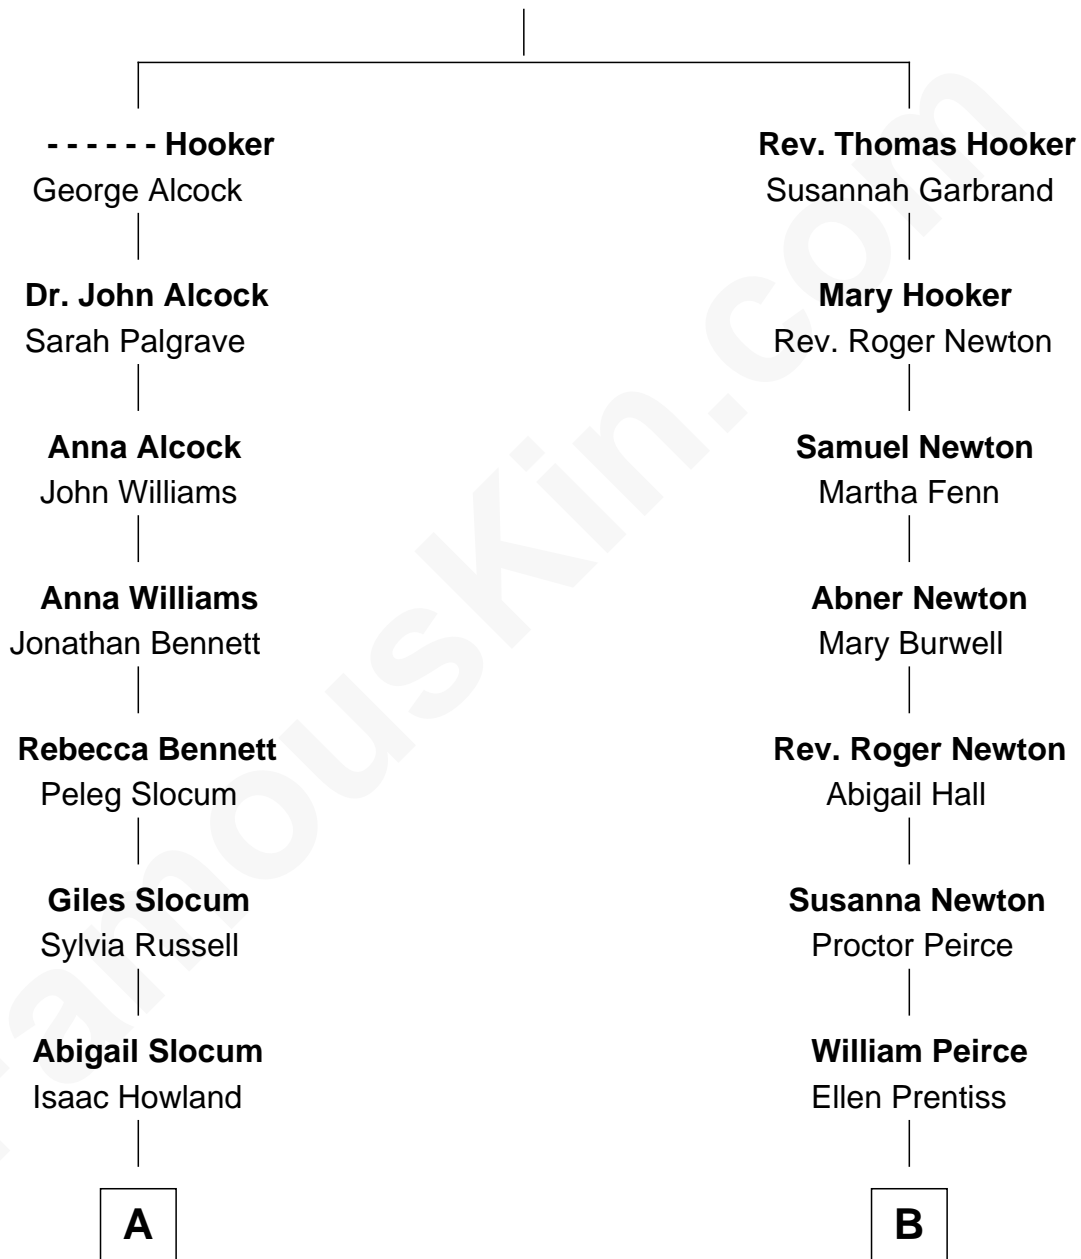 - - - - - - Hooker
George Alcock
Rev. Thomas Hooker
Susannah Garbrand
Dr. John Alcock
Sarah Palgrave
Mary Hooker
Rev. Roger Newton
Anna Alcock
John Williams
Samuel Newton
Martha Fenn
Anna Williams
Jonathan Bennett
Abner Newton
Mary Burwell
Rebecca Bennett
Peleg Slocum
Rev. Roger Newton
Abigail Hall
Giles Slocum
Sylvia Russell
Susanna Newton
Proctor Peirce
Abigail Slocum
Isaac Howland
William Peirce
Ellen Prentiss
A
B
FamousKin.com